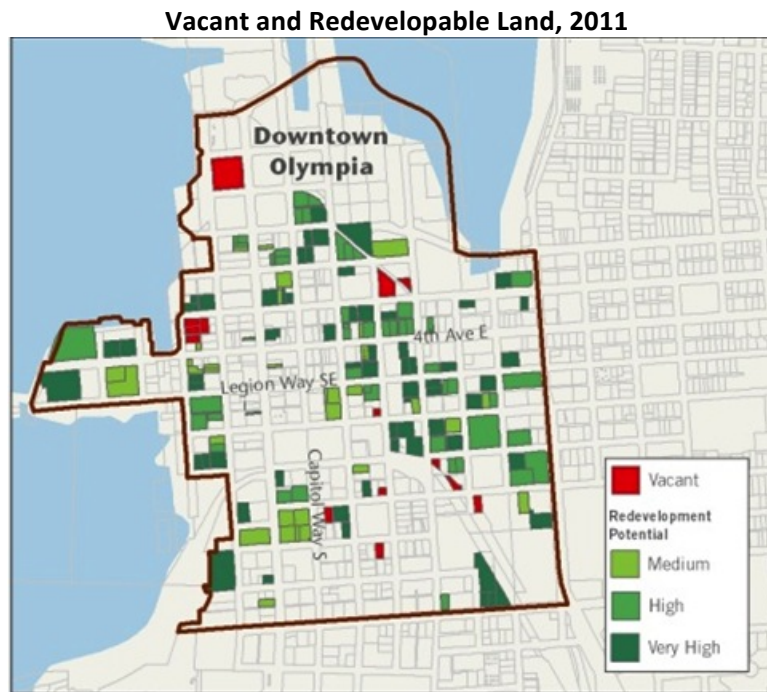 Vacant and Redevelopable Land, 2011
Downtown
Olympia
4th Ave E
Legion Way SE
Capitol Way S
Vacant
Redevelopment
Potential
Medium
High
Very High